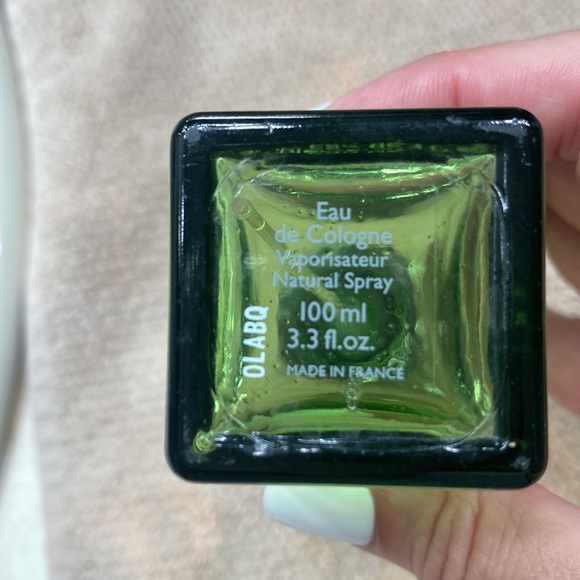 Eau
de Cologne
Vaporisateur
Natural Spray
100 ml
3.3 fl.oz.
MADE IN FRANCE
OLABQ